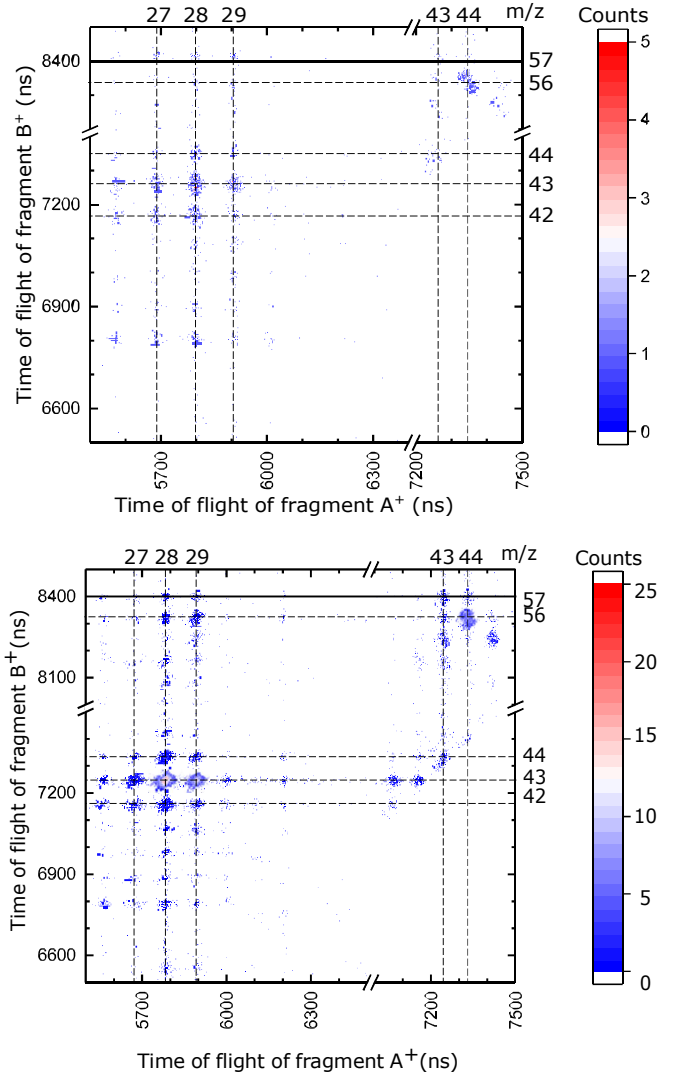 27 28 29 43 44 m/z Counts
8400 57 5
56
4
44
43 3
7200 42
2
6900
1
6600
0
5700 6000 6300 7200 7500
Time of flight of fragment B⁺ (ns)
Time of flight of fragment A⁺ (ns)
27 28 29 43 44 m/z Counts
8400 57 25
56
8100 20
44 15
43
7200 42
10
6900
5
6600
0
5700 6000 6300 7200 7500
Time of flight of fragment B⁺(ns)
Time of flight of fragment A⁺(ns)